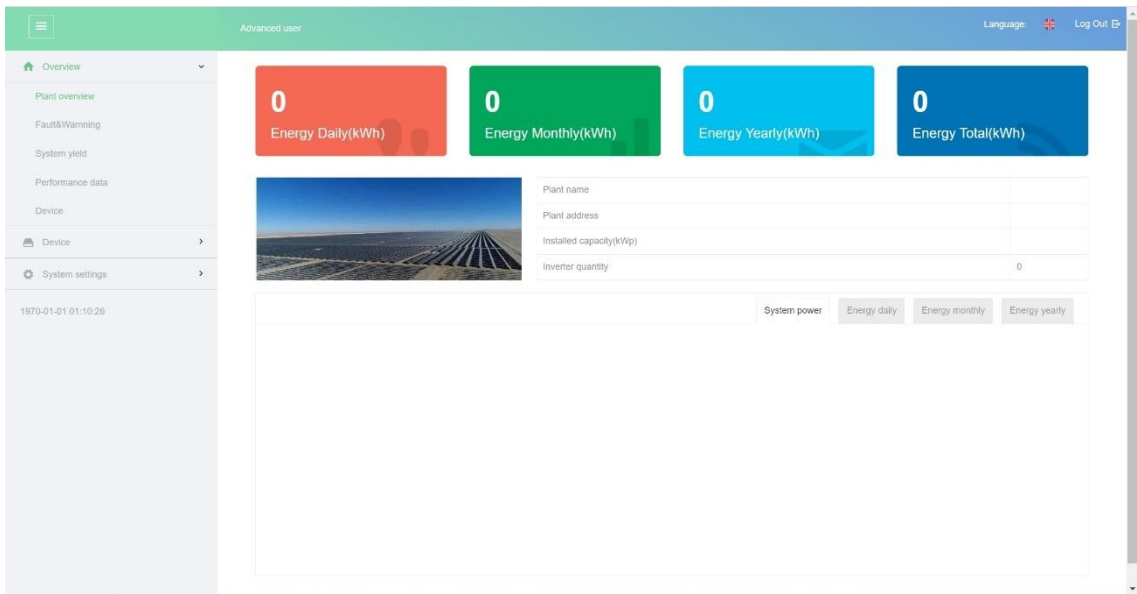 Advanced user
Language:
Log Out
Overview
Plant overview
Fault&Warnning
System yield
Performance data
Device
Device
System settings
1970-01-01 01:10:26
0
Energy Daily(kWh)
0
Energy Monthly(kWh)
0
Energy Yearly(kWh)
0
Energy Total(kWh)
Plant name
Plant address
Installed capacity(kWp)
Inverter quantity 0
System power Energy daily Energy monthly Energy yearly